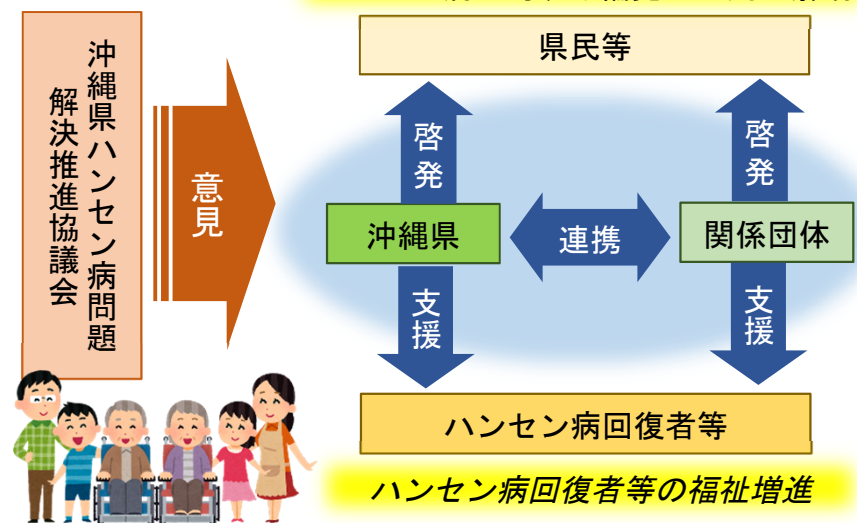 県民等
沖縄県ハンセン病問題
解決推進協議会
意見
啓発
啓発
沖縄県
連携
関係団体
支援
支援
ハンセン病回復者等
ハンセン病回復者等の福祉増進